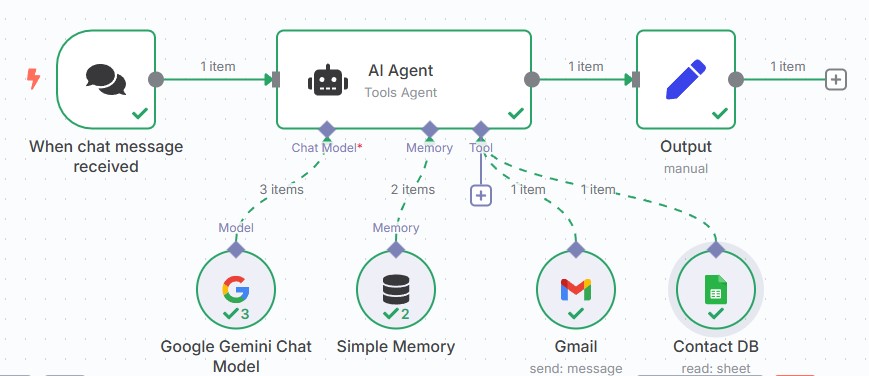 1 item
1 item
1 item
AI Agent
Tools Agent
When chat message
received
Chat Model*
Memory
Tool
Output
manual
3 items
2 items
1 item
1 item
Model
Memory
3
2
Google Gemini Chat
Model
Simple Memory
Gmail
send: message
Contact DB
read: sheet